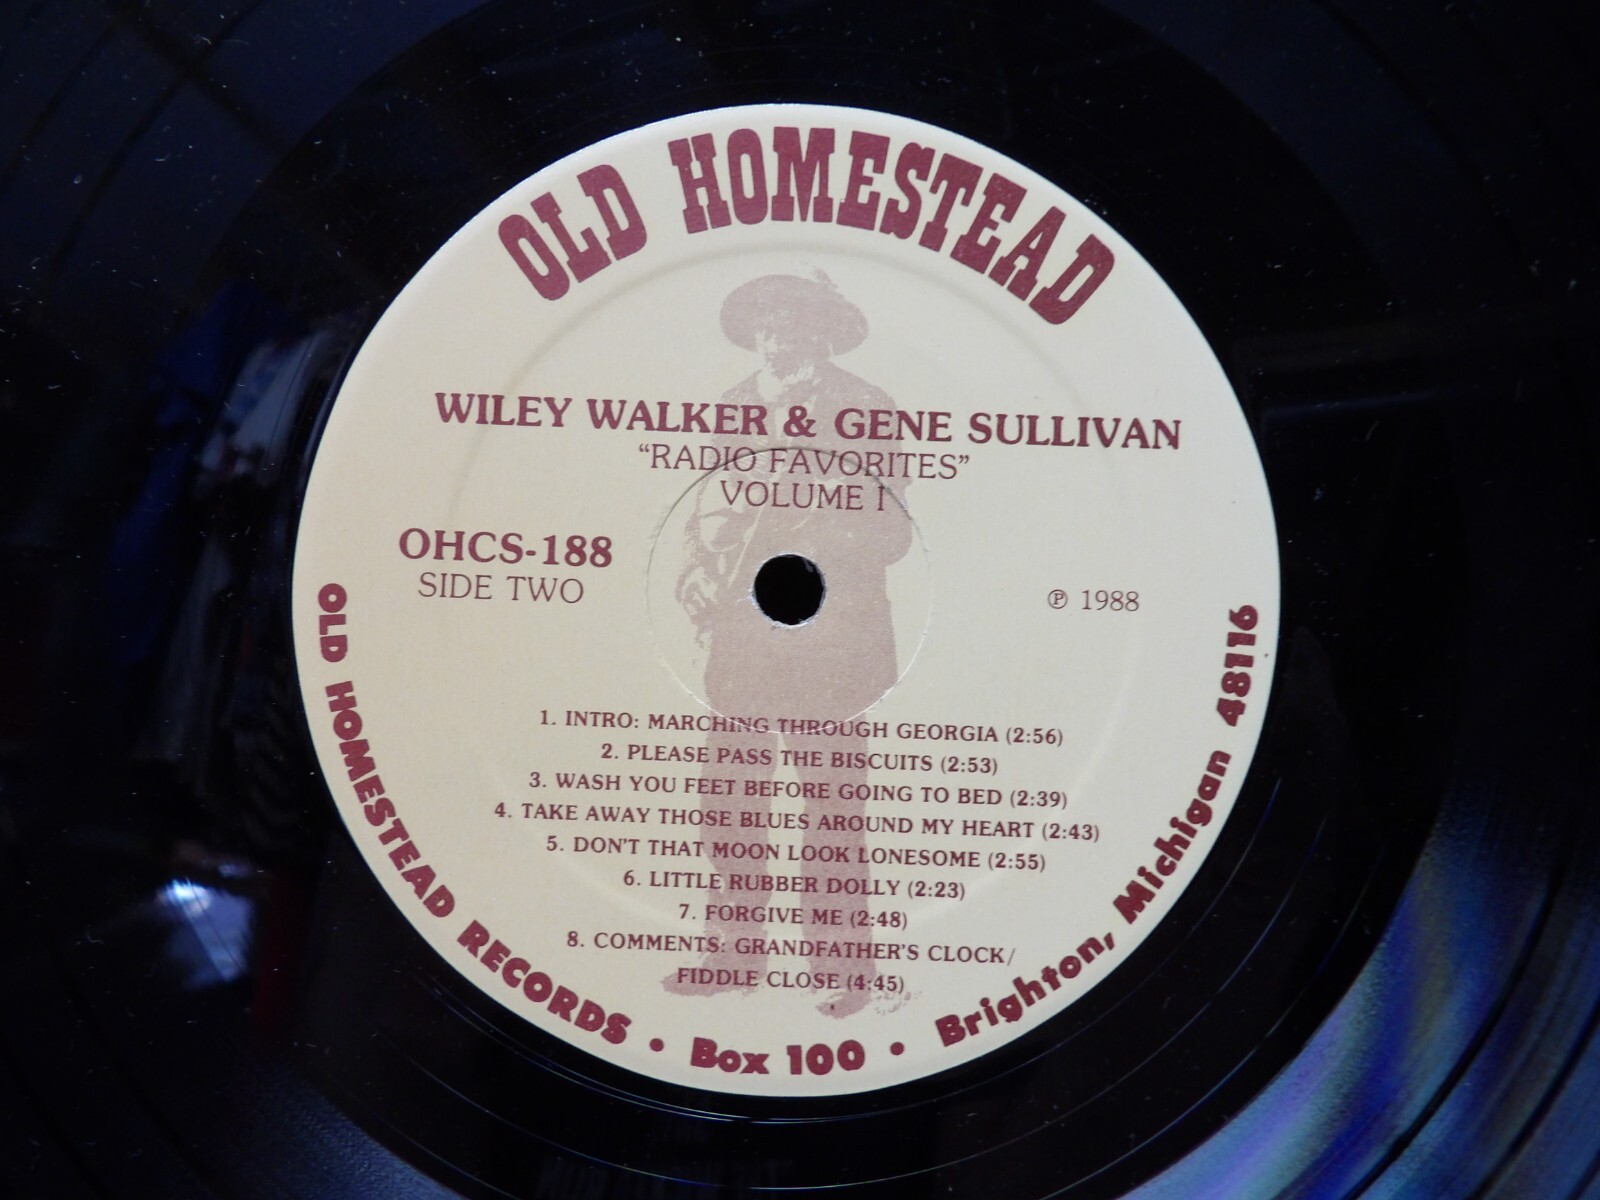 OLD HOMESTEAD
WILEY WALKER & GENE SULLIVAN
“RADIO FAVORITES”
VOLUME I
OHCS-188
SIDE TWO
℗ 1988
1. INTRO: MARCHING THROUGH GEORGIA (2:56)
2. PLEASE PASS THE BISCUITS (2:53)
3. WASH YOU FEET BEFORE GOING TO BED (2:39)
4. TAKE AWAY THOSE BLUES AROUND MY HEART (2:43)
5. DON'T THAT MOON LOOK LONESOME (2:55)
6. LITTLE RUBBER DOLLY (2:23)
7. FORGIVE ME (2:48)
8. COMMENTS: GRANDFATHER'S CLOCK/
FIDDLE CLOSE (4:45)
OLD HOMESTEAD RECORDS • Box 100 • Brighton, Michigan 48116